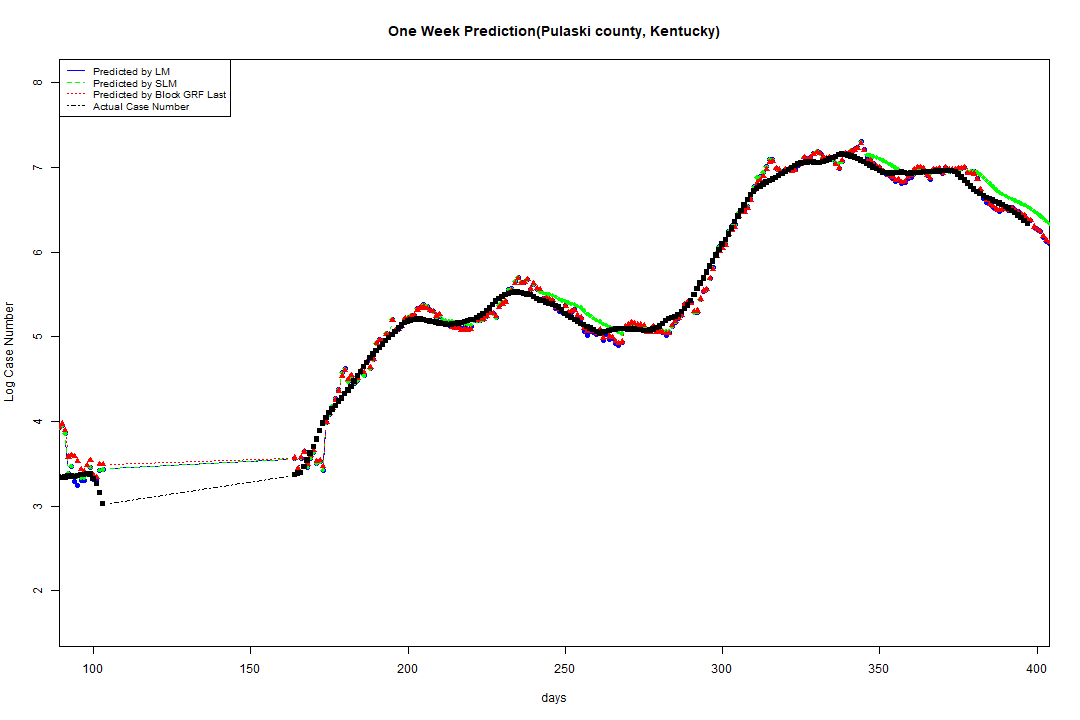 One Week Prediction(Pulaski county, Kentucky)
Predicted by LM
Predicted by SLM
Predicted by Block GRF Last
Actual Case Number
8
7
6
5
4
3
2
Log Case Number
100 150 200 250 300 350 400
days